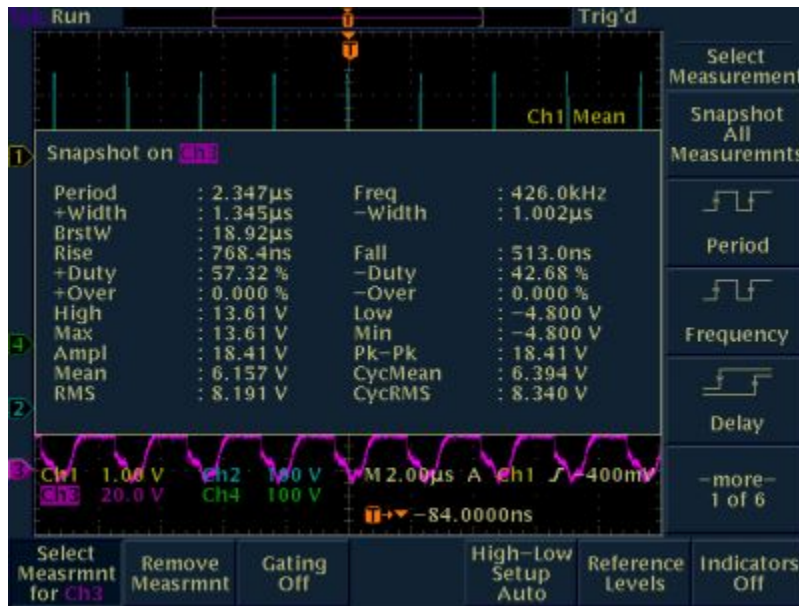 Run Trig'd
T
T
Select
Measurement
Ch1 Mean
Snapshot
All
Measuremnts
1
Snapshot on Ch3
Period : 2.347µs Freq : 426.0kHz
+Width : 1.345µs −Width : 1.002µs
BrstW : 18.92µs
Rise : 768.4ns Fall : 513.0ns
+Duty : 57.32 % −Duty : 42.68 %
+Over : 0.000 % −Over : 0.000 %
High : 13.61 V Low : −4.800 V
Max : 13.61 V Min : −4.800 V
Ampl : 18.41 V Pk−Pk : 18.41 V
Mean : 6.157 V CycMean : 6.394 V
RMS : 8.191 V CycRMS : 8.340 V
Period
Frequency
Delay
−more−
1 of 6
4
2
3
Ch1 1.00 V Ch2 100 V M 2.00µs A Ch1 −400mV
Ch3 20.0 V Ch4 100 V
T −84.0000ns
Select
Measrmnt
for Ch3
Remove
Measrmnt
Gating
Off
High−Low
Setup
Auto
Reference
Levels
Indicators
Off